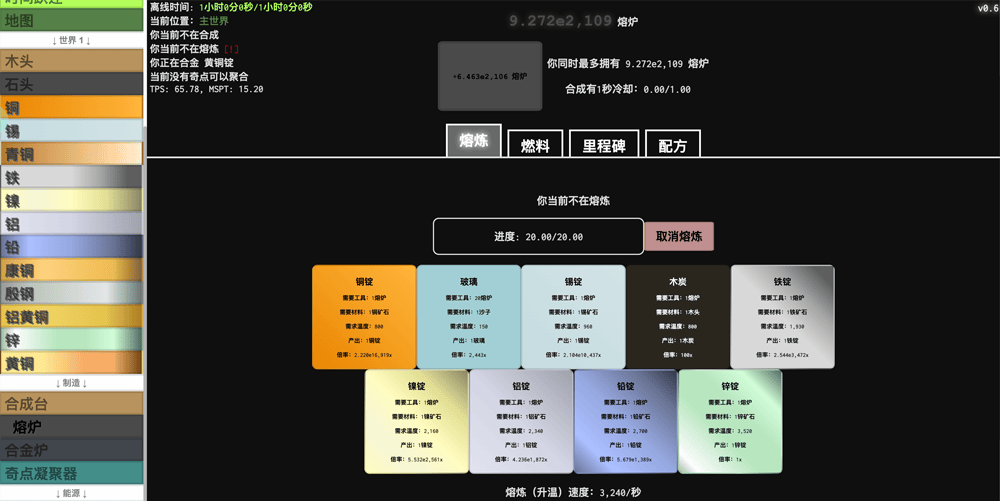 时间跃迁
地图
↓ 世界 1 ↓
木头
石头
铜
锡
青铜
铁
镍
铝
铅
康铜
殷钢
铝黄铜
锌
黄铜
↓ 制造 ↓
合成台
熔炉
合金炉
奇点凝聚器
↓ 能源 ↓
离线时间: 1小时0分0秒/1小时0分0秒
当前位置: 主世界
你当前不在合成
你当前不在熔炼 [!]
你正在合金 黄铜锭
当前没有奇点可以聚合
TPS: 65.78, MSPT: 15.20
9.272e2,109 熔炉
v0.6
+6.463e2,106 熔炉
你同时最多拥有 9.272e2,109 熔炉
合成有1秒冷却: 0.00/1.00
熔炼
燃料
里程碑
配方
你当前不在熔炼
进度: 20.00/20.00
取消熔炼
铜锭
需要工具: 1熔炉
需要材料: 1铜矿石
需求温度: 800
产出: 1铜锭
倍率: 2.220e16,919x
玻璃
需要工具: 20熔炉
需要材料: 1沙子
需求温度: 150
产出: 1玻璃
倍率: 2,443x
锡锭
需要工具: 1熔炉
需要材料: 1锡矿石
需求温度: 960
产出: 1锡锭
倍率: 2.104e10,437x
木炭
需要工具: 1熔炉
需要材料: 1木头
需求温度: 800
产出: 1木炭
倍率: 100x
铁锭
需要工具: 1熔炉
需要材料: 1铁矿石
需求温度: 1,930
产出: 1铁锭
倍率: 2.544e3,472x
镍锭
需要工具: 1熔炉
需要材料: 1镍矿石
需求温度: 2,160
产出: 1镍锭
倍率: 5.532e2,561x
铝锭
需要工具: 1熔炉
需要材料: 1铝矿石
需求温度: 2,340
产出: 1铝锭
倍率: 4.236e1,872x
铅锭
需要工具: 1熔炉
需要材料: 1铅矿石
需求温度: 2,780
产出: 1铅锭
倍率: 5.679e1,389x
锌锭
需要工具: 1熔炉
需要材料: 1锌矿石
需求温度: 3,520
产出: 1锌锭
倍率: 1x
熔炼 (升温) 速度: 3,240/秒